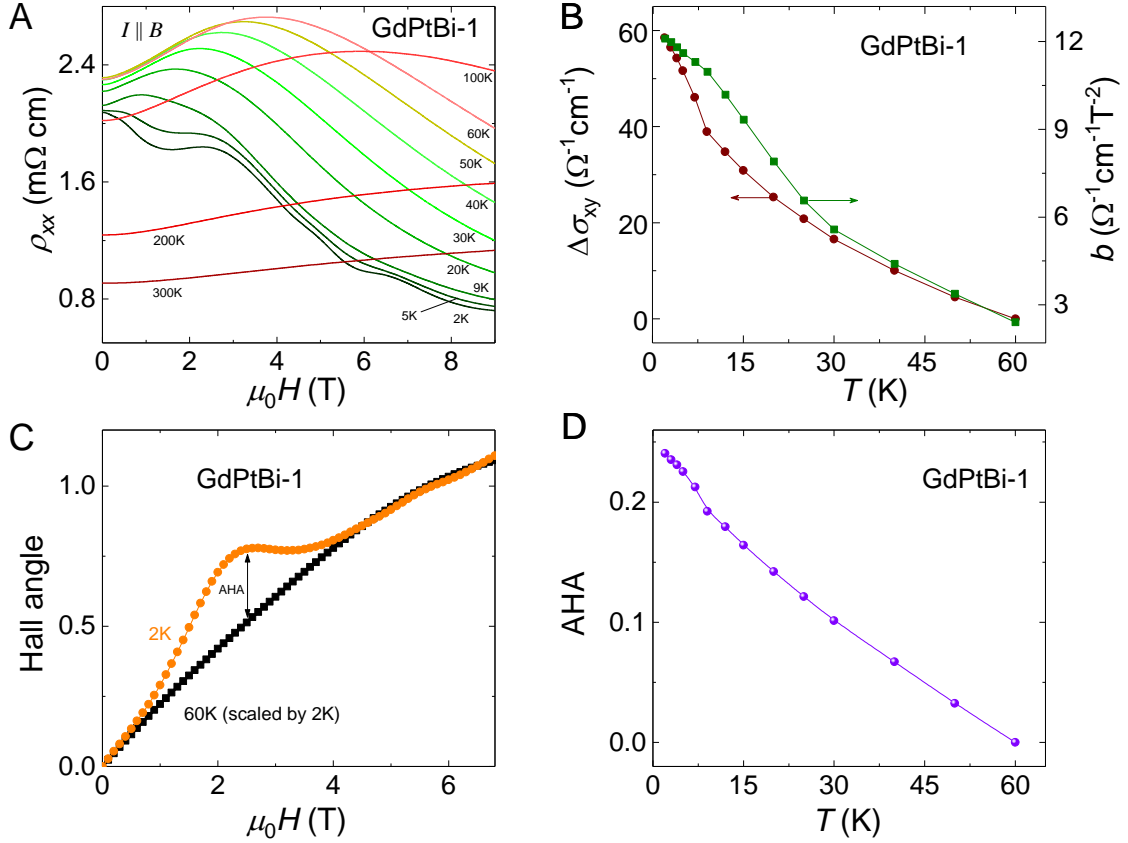 A
I ∥ B
GdPtBi-1
2.4
1.6
0.8
ρxx (mΩ cm)
100K
60K
50K
40K
30K
20K
9K
5K
2K
200K
300K
0 2 4 6 8
μ₀H (T)
B
GdPtBi-1
60
40
20
0
Δσxy (Ω⁻¹cm⁻¹)
12
9
6
3
b (Ω⁻¹cm⁻¹T⁻²)
0 15 30 45 60
T (K)
C
GdPtBi-1
1.0
0.5
0.0
Hall angle
AHA
2K
60K (scaled by 2K)
0 2 4 6
μ₀H (T)
D
GdPtBi-1
0.2
0.1
0.0
AHA
0 15 30 45 60
T (K)